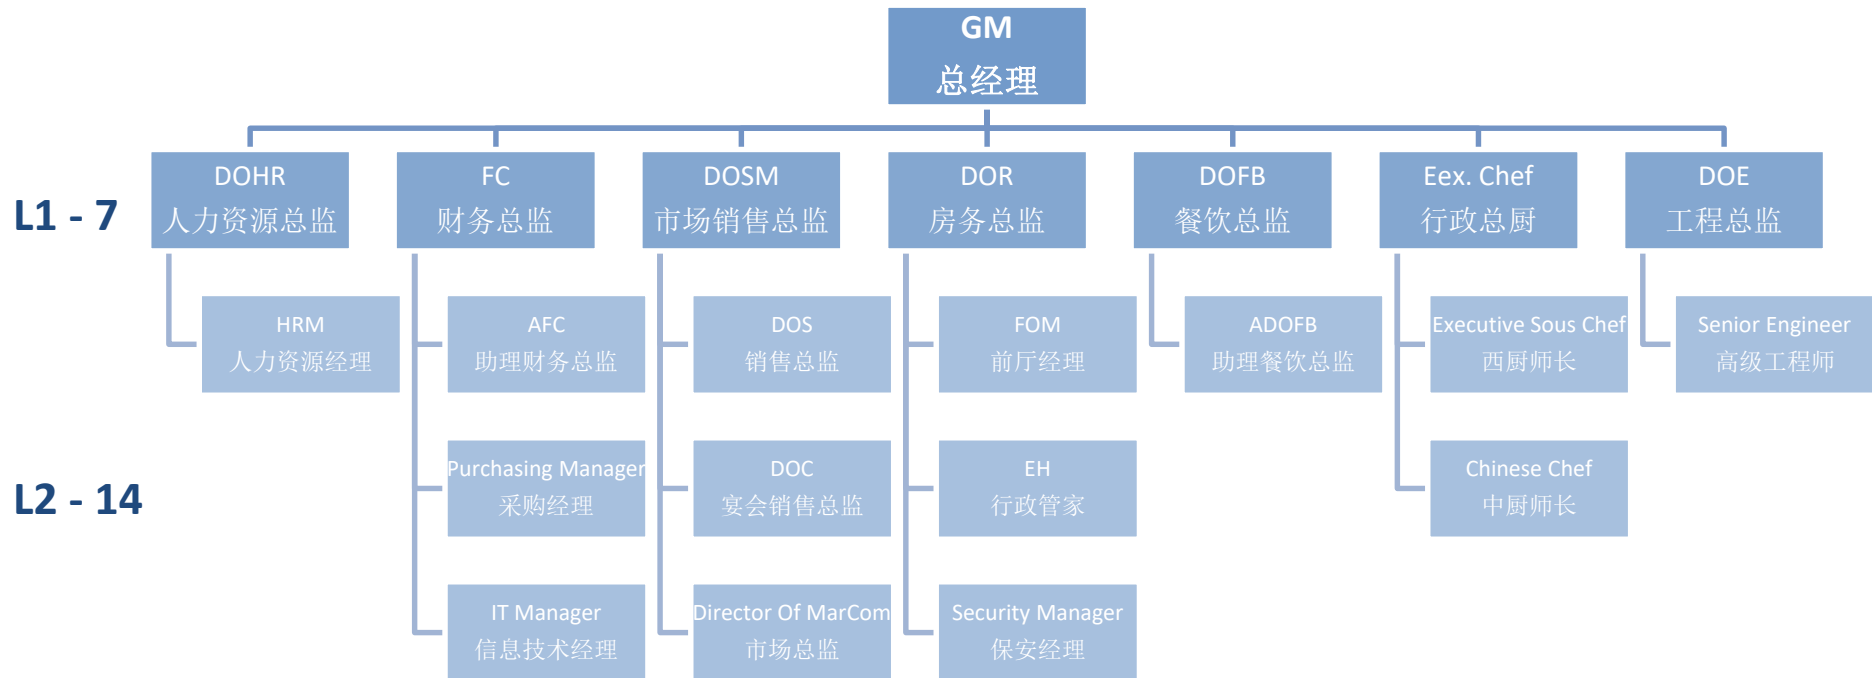 GM
总经理
DOHR
人力资源总监
FC
财务总监
DOSM
市场销售总监
DOR
房务总监
DOFB
餐饮总监
Eex. Chef
行政总厨
DOE
工程总监
L1 - 7
HRM
人力资源经理
AFC
助理财务总监
DOS
销售总监
FOM
前厅经理
ADOFB
助理餐饮总监
Executive Sous Chef
西厨师长
Senior Engineer
高级工程师
L2 - 14
Purchasing Manager
采购经理
DOC
宴会销售总监
EH
行政管家
Chinese Chef
中厨师长
IT Manager
信息技术经理
Director Of MarCom
市场总监
Security Manager
保安经理